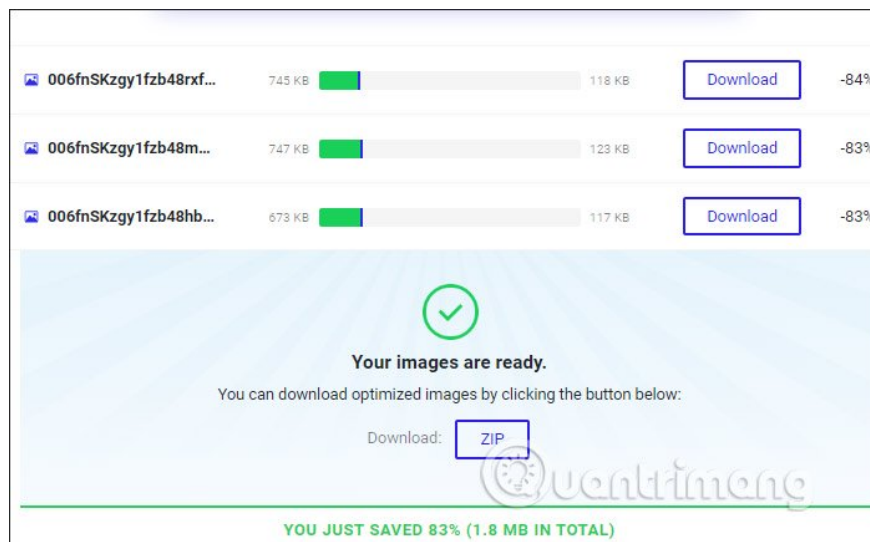 006fnSKzgy1fzb48rxf... 745 KB 118 KB Download -84%
006fnSKzgy1fzb48m... 747 KB 123 KB Download -83%
006fnSKzgy1fzb48hb... 673 KB 117 KB Download -83%
Your images are ready.
You can download optimized images by clicking the button below:
Download: ZIP
Quantrimang
YOU JUST SAVED 83% (1.8 MB IN TOTAL)